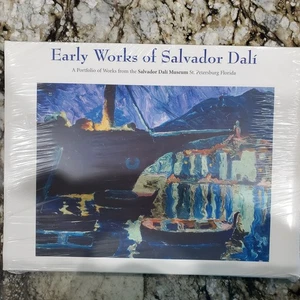 Early Works of Salvador Dalí
A Portfolio of Works from the Salvador Dalí Museum St. Petersburg Florida